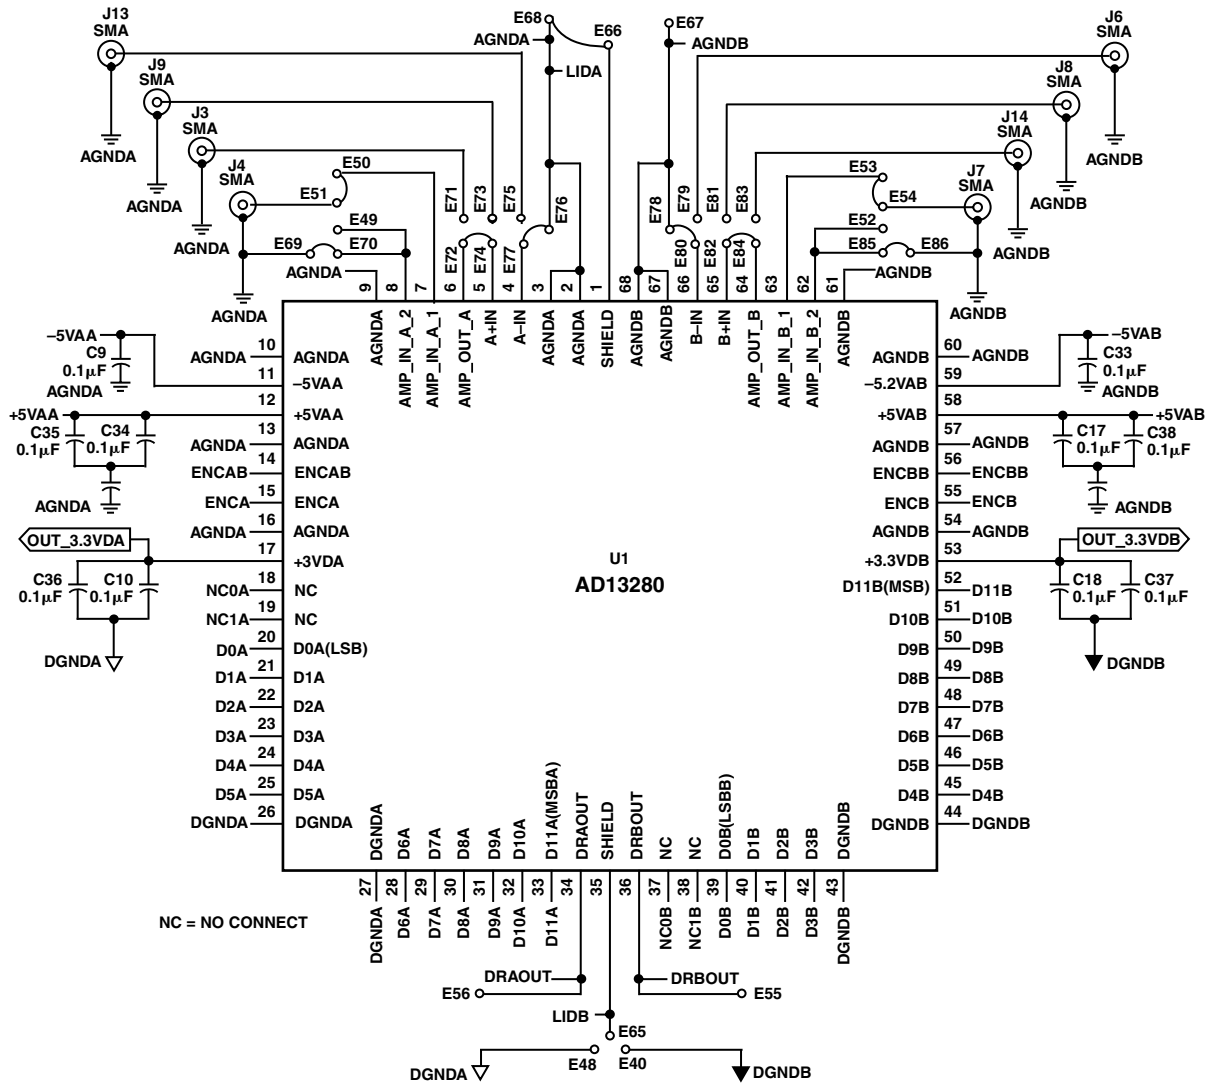 J13
SMA
J9
SMA
J3
SMA
J4
SMA
AGNDA
AGNDA
AGNDA
AGNDA
E68
E66
AGNDA
LIDA
E67
AGNDB
J6
SMA
J8
SMA
J14
SMA
J7
SMA
AGNDB
AGNDB
AGNDB
AGNDB
E50
E51
E49
E69
E70
AGNDA
E71
E73
E75
E76
E72
E74
E77
E78
E79
E81
E83
E80
E82
E84
E53
E54
E52
E85
E86
AGNDB
9
8
7
6
5
4
3
2
1
68
67
66
65
64
63
62
61
AGNDA
AMP_IN_A_2
AMP_IN_A_1
AMP_OUT_A
A+IN
A–IN
AGNDA
AGNDA
SHIELD
AGNDB
AGNDB
B–IN
B+IN
AMP_OUT_B
AMP_IN_B_1
AMP_IN_B_2
AGNDB
–5VAA
C9
0.1µF
AGNDA
+5VAA
C35
0.1µF
C34
0.1µF
AGNDA
OUT_3.3VDA
C36
0.1µF
C10
0.1µF
DGNDA
AGNDA 10 AGNDA
11 –5VAA
12 +5VAA
AGNDA 13 AGNDA
ENCAB 14 ENCAB
ENCA 15 ENCA
AGNDA 16 AGNDA
17 +3VDA
NC0A 18 NC
NC1A 19 NC
D0A 20 D0A(LSB)
D1A 21 D1A
D2A 22 D2A
D3A 23 D3A
D4A 24 D4A
D5A 25 D5A
DGNDA 26 DGNDA
U1
AD13280
AGNDB 60 AGNDB
–5.2VAB 59
+5VAB 58
AGNDB 57 AGNDB
ENCBB 56 ENCBB
ENCB 55 ENCB
AGNDB 54 AGNDB
+3.3VDB 53
D11B(MSB) 52 D11B
D10B 51 D10B
D9B 50 D9B
D8B 49 D8B
D7B 48 D7B
D6B 47 D6B
D5B 46 D5B
D4B 45 D4B
DGNDB 44 DGNDB
–5VAB
C33
0.1µF
AGNDB
+5VAB
C17
0.1µF
C38
0.1µF
AGNDB
OUT_3.3VDB
C18
0.1µF
C37
0.1µF
DGNDB
DGNDA
D6A
D7A
D8A
D9A
D10A
D11A(MSBA)
DRAOUT
SHIELD
DRBOUT
NC
NC
D0B(LSBB)
D1B
D2B
D3B
DGNDB
27
28
29
30
31
32
33
34
35
36
37
38
39
40
41
42
43
DGNDA
D6A
D7A
D8A
D9A
D10A
D11A
NC0B
NC1B
D0B
D1B
D2B
D3B
DGNDB
NC = NO CONNECT
DRAOUT
DRBOUT
E56
E55
LIDB
E65
E48
E40
DGNDA
DGNDB